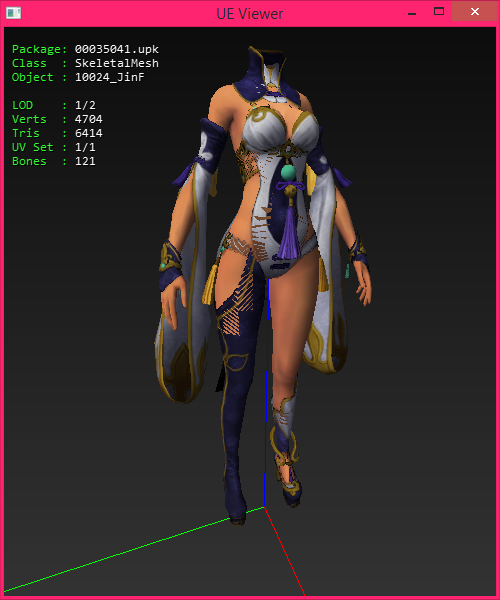 UE Viewer
Package: 00035041.upk
Class : SkeletalMesh
Object : 10024_JinF
LOD : 1/2
Verts : 4704
Tris : 6414
UV Set : 1/1
Bones : 121